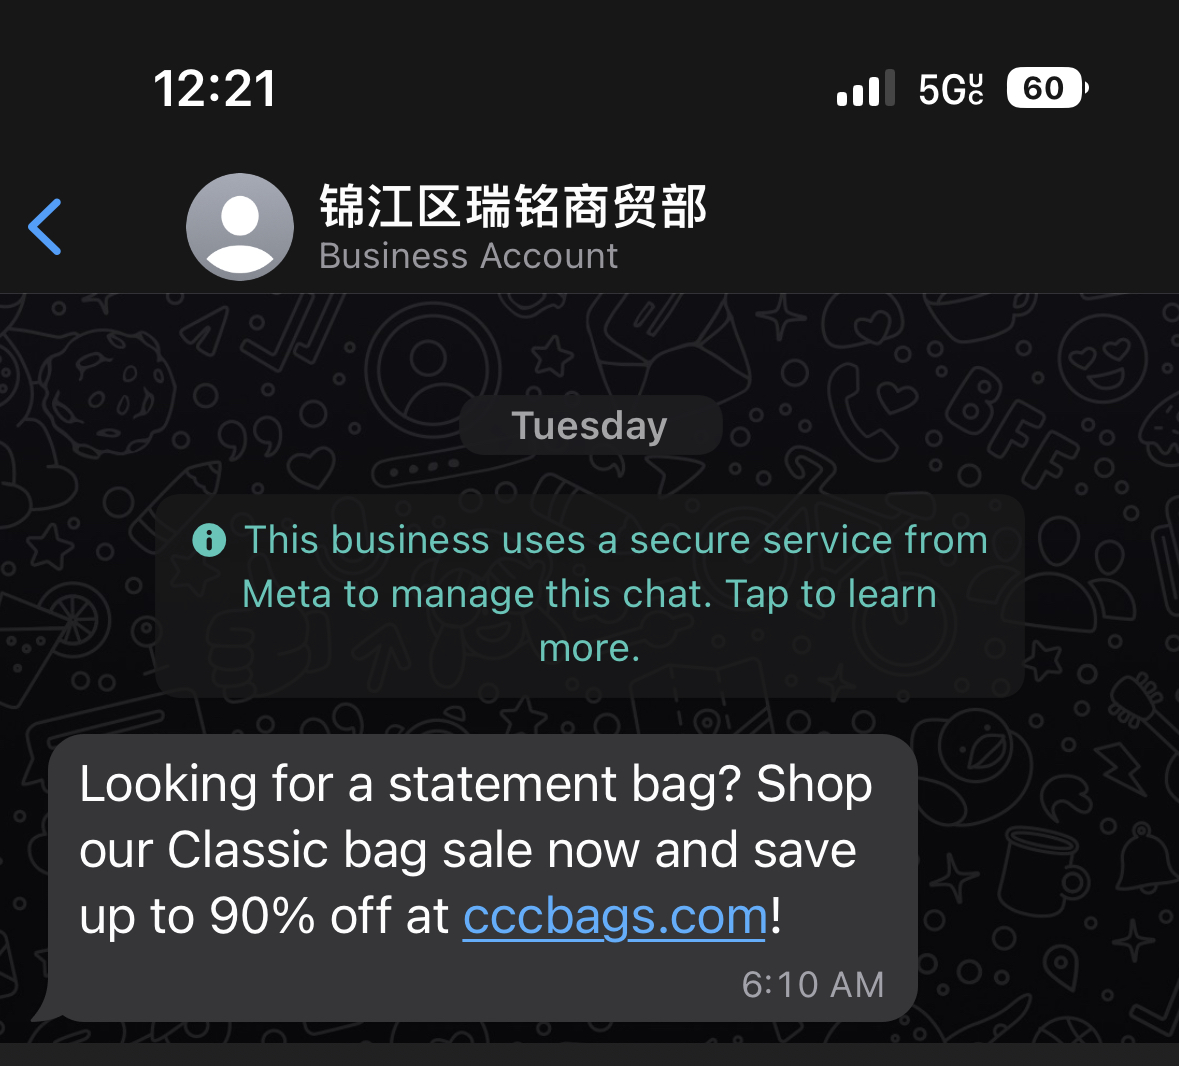 12:21 5GUC 60
锦江区瑞铭商贸部
Business Account
Tuesday
This business uses a secure service from
Meta to manage this chat. Tap to learn
more.
Looking for a statement bag? Shop
our Classic bag sale now and save
up to 90% off at cccbags.com!
6:10 AM
BFF